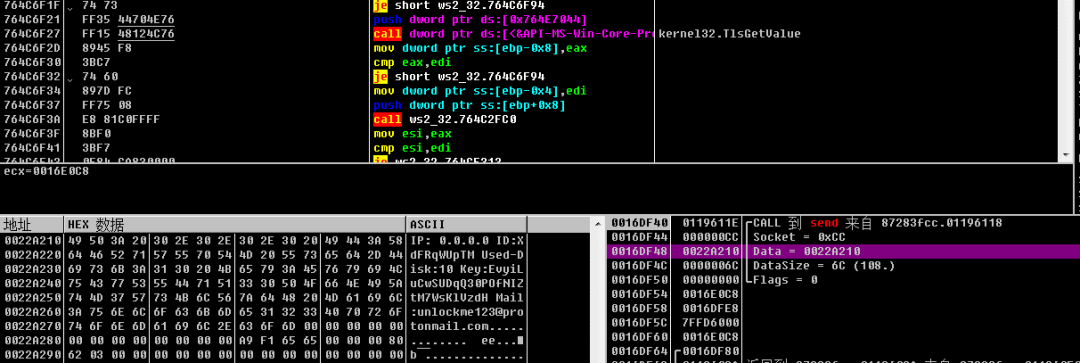 764C6F1F 74 73 je short ws2_32.764C6F94
764C6F21 FF35 44704E76 push dword ptr ds:[0x764E7044]
764C6F27 FF15 48124C76 call dword ptr ds:[<&API-MS-Win-Core-Pro kernel32.TlsGetValue
764C6F2D 8945 F8 mov dword ptr ss:[ebp-0x8],eax
764C6F30 3BC7 cmp eax,edi
764C6F32 74 60 je short ws2_32.764C6F94
764C6F34 897D FC mov dword ptr ss:[ebp-0x4],edi
764C6F37 FF75 08 push dword ptr ss:[ebp+0x8]
764C6F3A E8 81C0FFFF call ws2_32.764C2FC0
764C6F3F 8BF0 mov esi,eax
764C6F41 3BF7 cmp esi,edi
ecx=0016E0C8
地址 HEX 数据 ASCII
0022A210 49 50 3A 20 30 2E 30 2E 30 2E 30 20 49 44 3A 58 IP: 0.0.0.0 ID:X
0022A220 64 46 52 71 57 55 70 54 4D 20 55 73 65 64 2D 44 dFRqWUpTM Used-D
0022A230 69 73 6B 3A 31 30 20 4B 65 79 3A 45 76 79 69 4C isk:10 Key:EvyiL
0022A240 75 43 77 53 55 44 71 51 33 30 50 4F 66 4E 49 5A uCwSUDqQ30POfNIZ
0022A250 74 4D 37 57 73 4B 6C 56 7A 64 48 20 4D 61 69 6C tM7WsKlVzdH Mail
0022A260 3A 75 6E 6C 6F 63 6B 6D 65 31 32 33 40 70 72 6F :unlockme123@pro
0022A270 74 6F 6E 6D 61 69 6C 2E 63 6F 6D 00 00 00 00 00 tonmail.com.....
0022A280 00 00 00 00 00 00 00 00 A9 F1 65 65 00 00 00 80 ........ ee...
0022A290 62 03 00 00 00 00 00 00 00 00 00 00 00 00 00 00 b ..............
0016DF40 0119611E CALL 到 send 来自 87283fcc.01196118
0016DF44 000000CC Socket = 0xCC
0016DF48 0022A210 Data = 0022A210
0016DF4C 0000006C DataSize = 6C (108.)
0016DF50 00000000 Flags = 0
0016DF54 0016E0C8
0016DF58 0016DFE8
0016DF5C 7FFD6000
0016DF60 0016E0C8
0016DF64 0016DF80